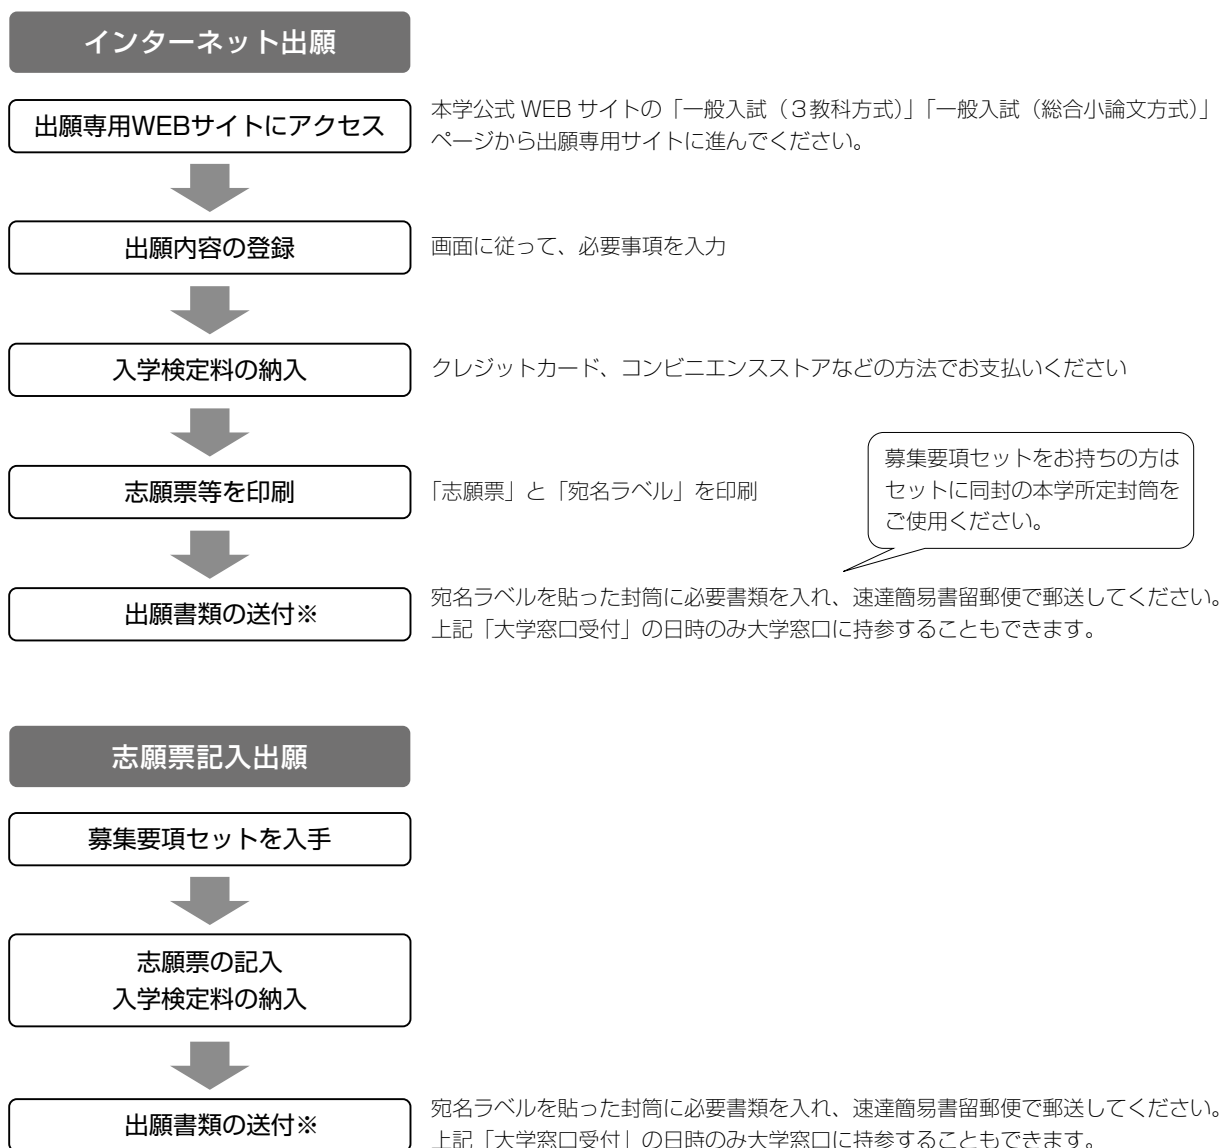 インターネット出願
出願専用WEBサイトにアクセス
本学公式 WEB サイトの「一般入試（3教科方式）」「一般入試（総合小論文方式）」
ページから出願専用サイトに進んでください。
出願内容の登録
画面に従って、必要事項を入力
入学検定料の納入
クレジットカード、コンビニエンスストアなどの方法でお支払いください
志願票等を印刷
「志願票」と「宛名ラベル」を印刷
募集要項セットをお持ちの方は
セットに同封の本学所定封筒を
ご使用ください。
出願書類の送付※
宛名ラベルを貼った封筒に必要書類を入れ、速達簡易書留郵便で郵送してください。
上記「大学窓口受付」の日時のみ大学窓口に持参することもできます。
志願票記入出願
募集要項セットを入手
志願票の記入
入学検定料の納入
出願書類の送付※
宛名ラベルを貼った封筒に必要書類を入れ、速達簡易書留郵便で郵送してください。
上記「大学窓口受付」の日時のみ大学窓口に持参することもできます。